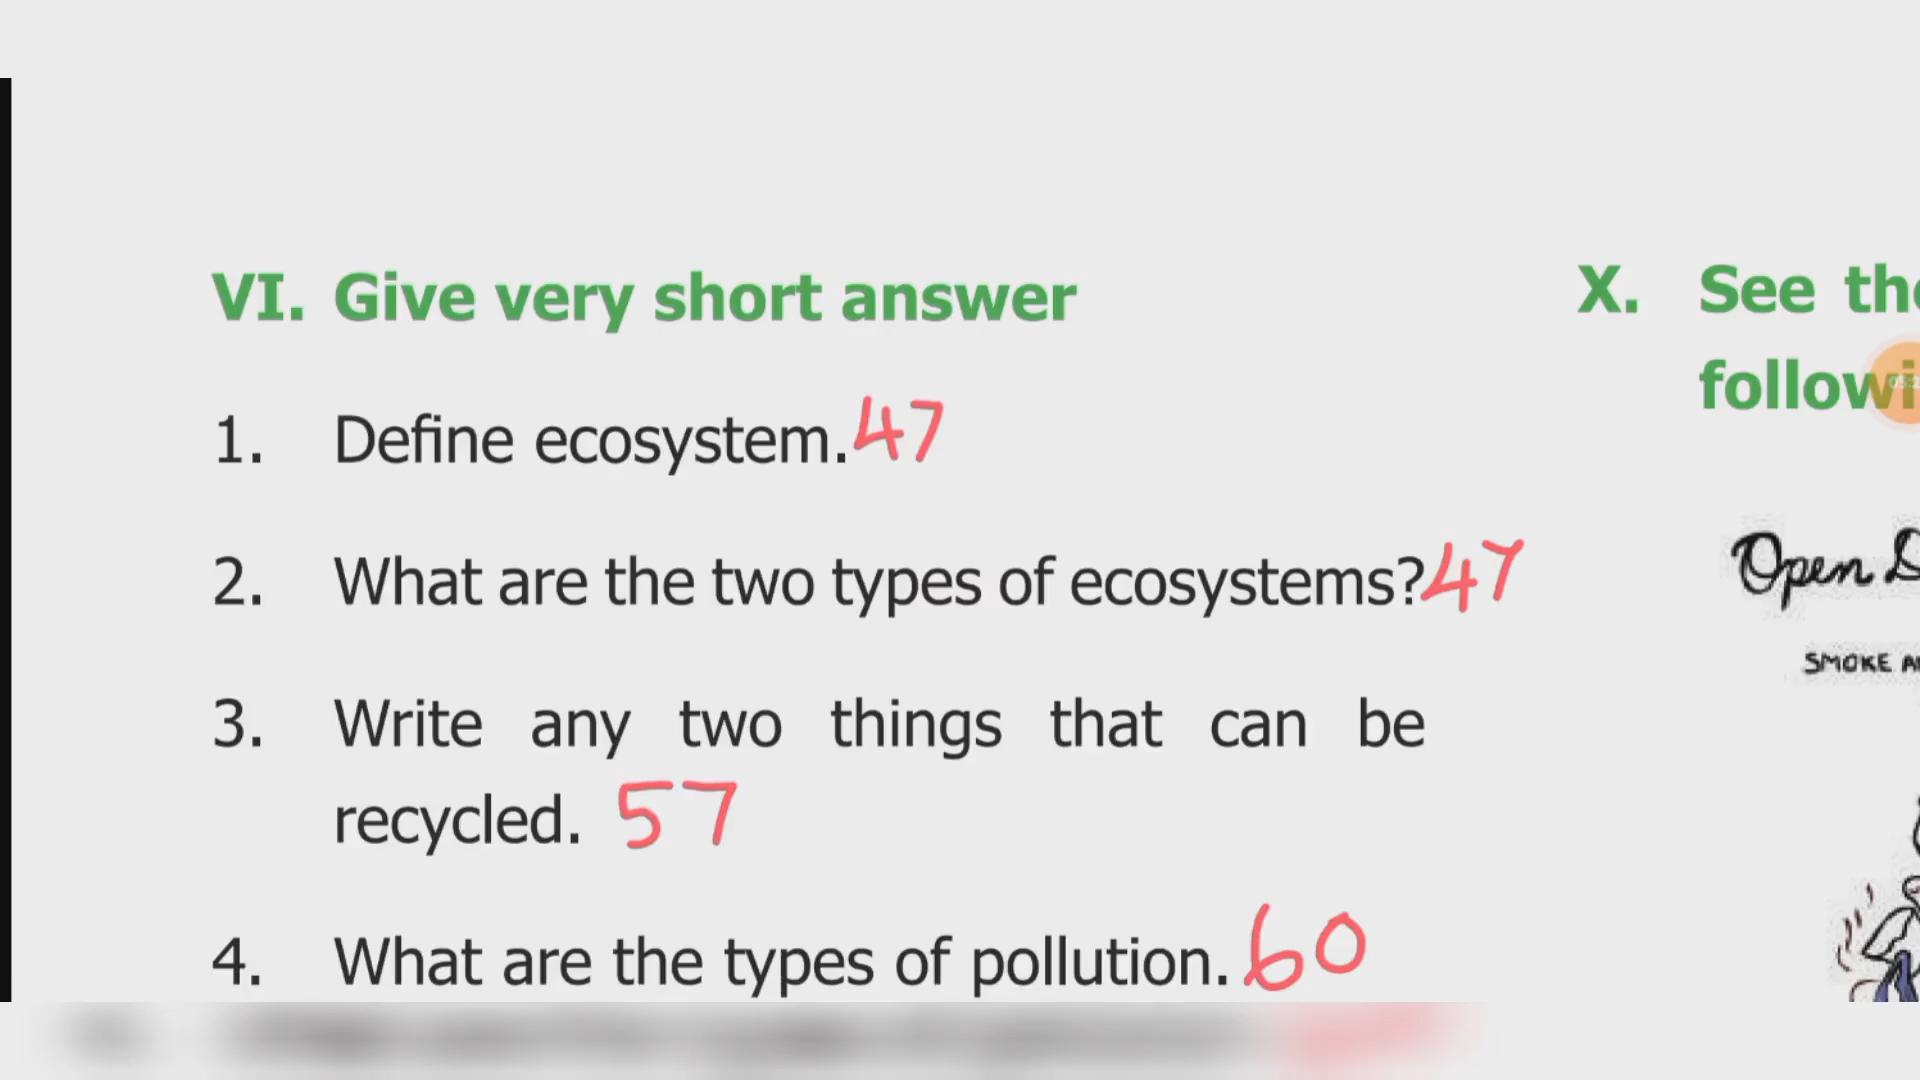 VI. Give very short answer
1. Define ecosystem. 47
2. What are the two types of ecosystems? 47
3. Write any two things that can be
recycled. 57
4. What are the types of pollution. 60
X. See the
followi
Open
SMOKE